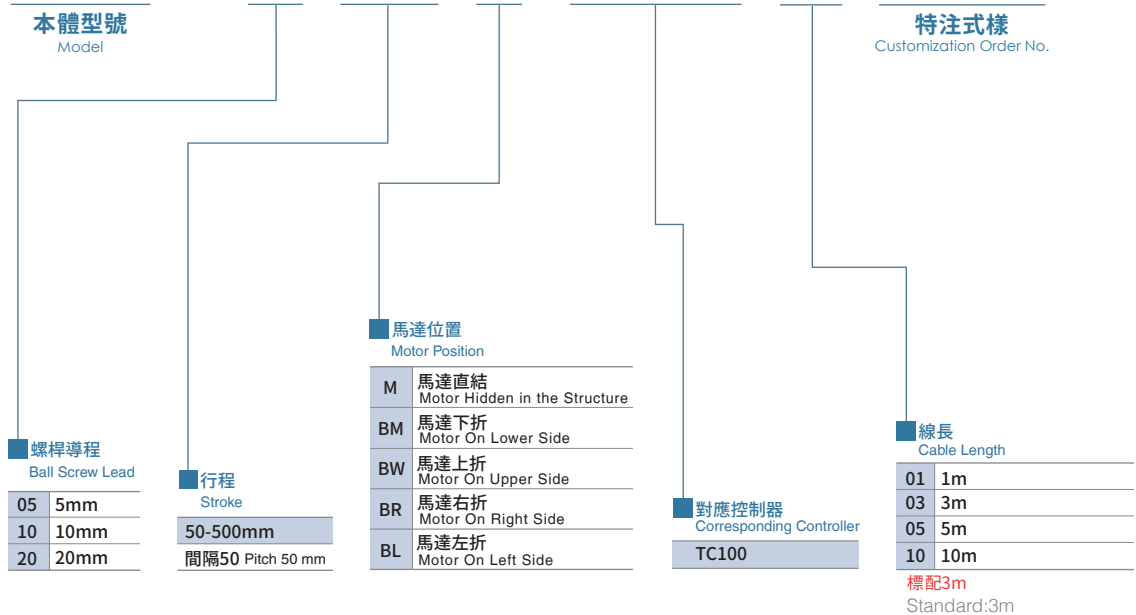 本體型號
Model
特注式樣
Customization Order No.
馬達位置
Motor Position
M 馬達直結
Motor Hidden in the Structure
BM 馬達下折
Motor On Lower Side
BW 馬達上折
Motor On Upper Side
BR 馬達右折
Motor On Right Side
BL 馬達左折
Motor On Left Side
螺桿導程
Ball Screw Lead
05 5mm
10 10mm
20 20mm
行程
Stroke
50-500mm
間隔50 Pitch 50 mm
對應控制器
Corresponding Controller
TC100
線長
Cable Length
01 1m
03 3m
05 5m
10 10m
標配3m
Standard:3m